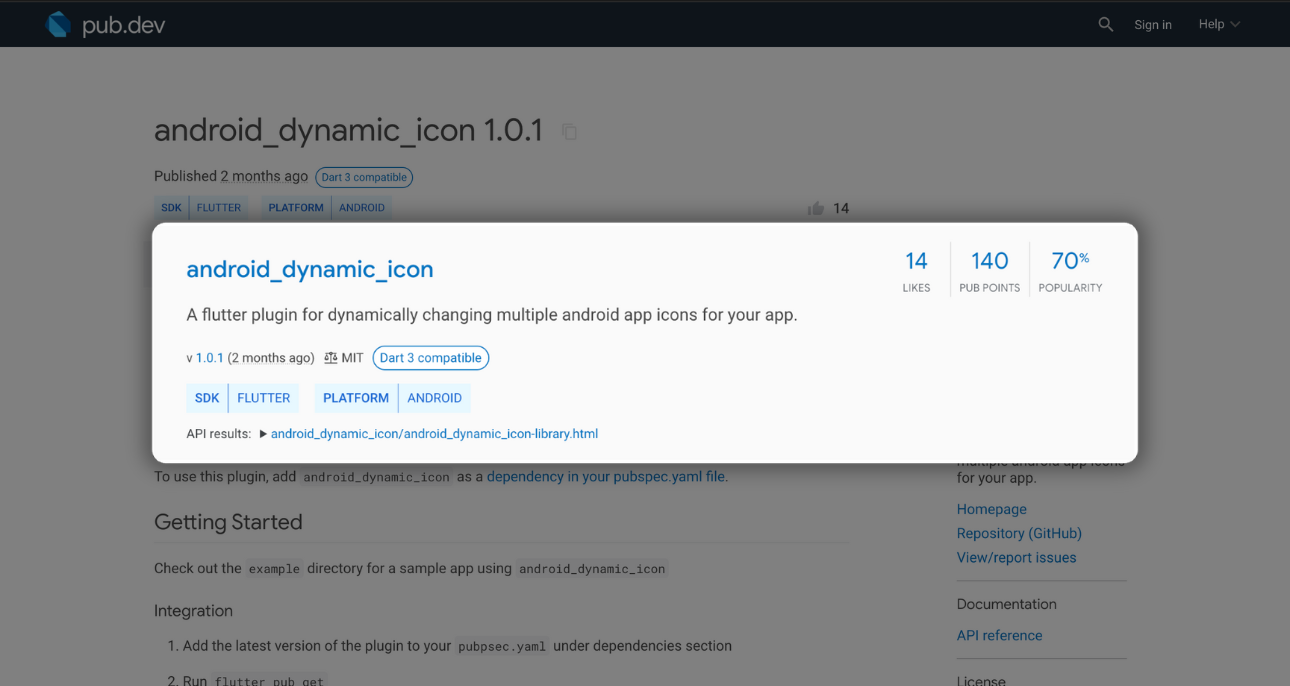 pub.dev
Sign in
Help
android_dynamic_icon 1.0.1
Published 2 months ago Dart 3 compatible
SDK FLUTTER PLATFORM ANDROID
14
android_dynamic_icon
14 LIKES
140 PUB POINTS
70% POPULARITY
A flutter plugin for dynamically changing multiple android app icons for your app.
v 1.0.1 (2 months ago) MIT Dart 3 compatible
SDK FLUTTER PLATFORM ANDROID
API results: ▶ android_dynamic_icon/android_dynamic_icon-library.html
multiple android app icons
for your app.
To use this plugin, add android_dynamic_icon as a dependency in your pubspec.yaml file.
Getting Started
Check out the example directory for a sample app using android_dynamic_icon
Integration
1. Add the latest version of the plugin to your pubpsec.yaml under dependencies section
2. Run flutter pub get
Homepage
Repository (GitHub)
View/report issues
Documentation
API reference
License